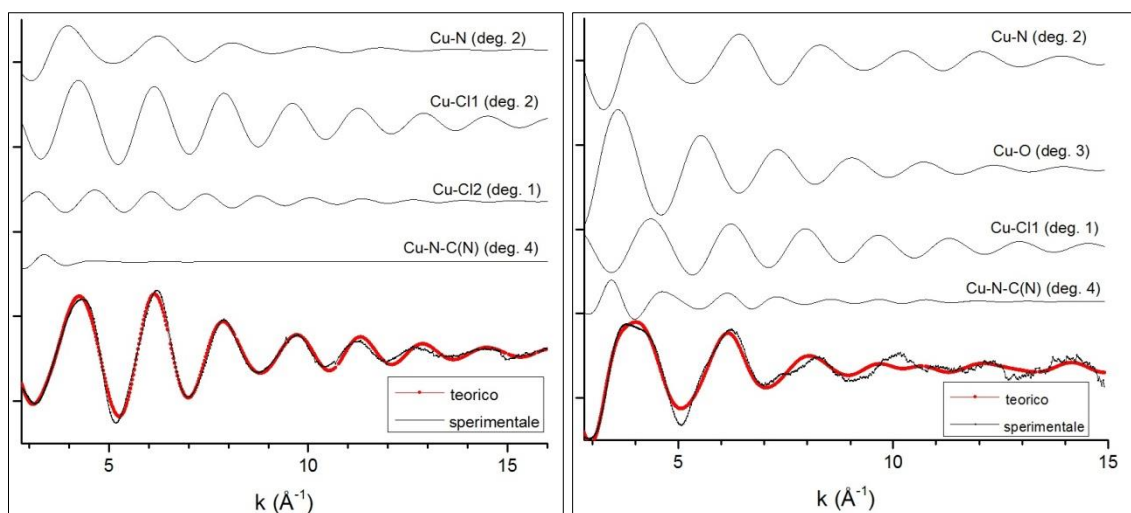 Cu-N (deg. 2)
Cu-Cl1 (deg. 2)
Cu-Cl2 (deg. 1)
Cu-N-C(N) (deg. 4)
teorico
sperimentale
5 10 15
k (Å⁻¹)
Cu-N (deg. 2)
Cu-O (deg. 3)
Cu-Cl1 (deg. 1)
Cu-N-C(N) (deg. 4)
teorico
sperimentale
5 10 15
k (Å⁻¹)